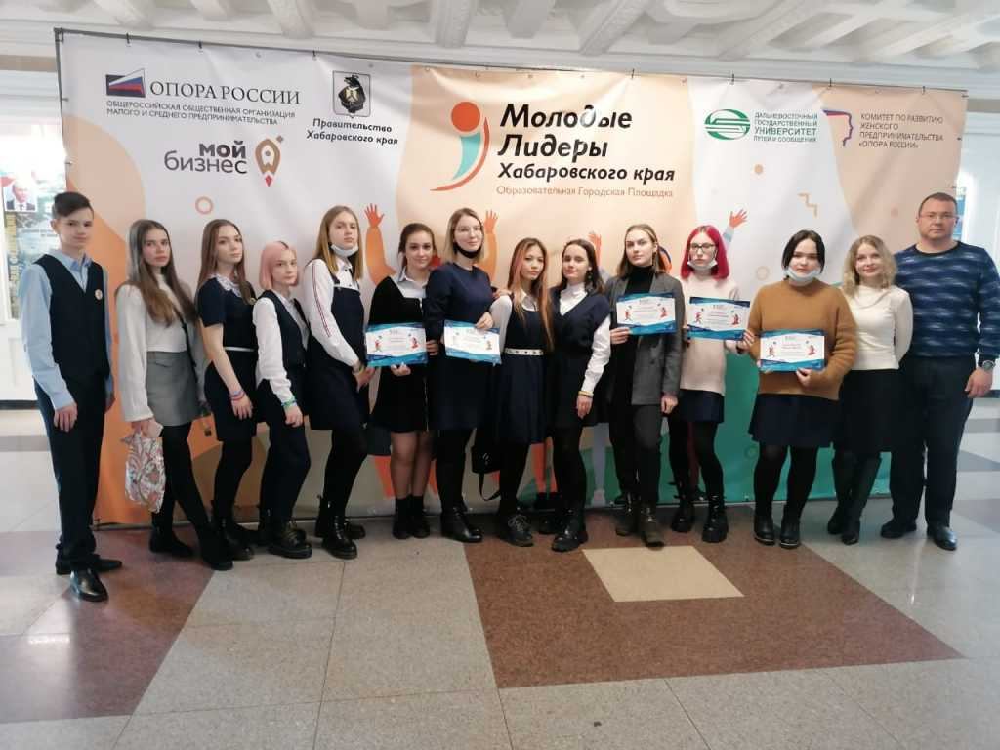 ОПОРА РОССИИ
ОБЩЕРОССИЙСКАЯ ОБЩЕСТВЕННАЯ ОРГАНИЗАЦИЯ
МАЛОГО И СРЕДНЕГО ПРЕДПРИНИМАТЕЛЬСТВА
Правительство
Хабаровского края
МОЙ
БИЗНЕС
Молодые
Лидеры
Хабаровского края
Образовательная Городская Площадка
ДАЛЬНЕВОСТОЧНЫЙ
ГОСУДАРСТВЕННЫЙ
УНИВЕРСИТЕТ
ПУТЕЙ И СООБЩЕНИЯ
КОМИТЕТ ПО РАЗВИТИЮ
ЖЕНСКОГО
ПРЕДПРИНИМАТЕЛЬСТВА
«ОПОРА РОССИИ»